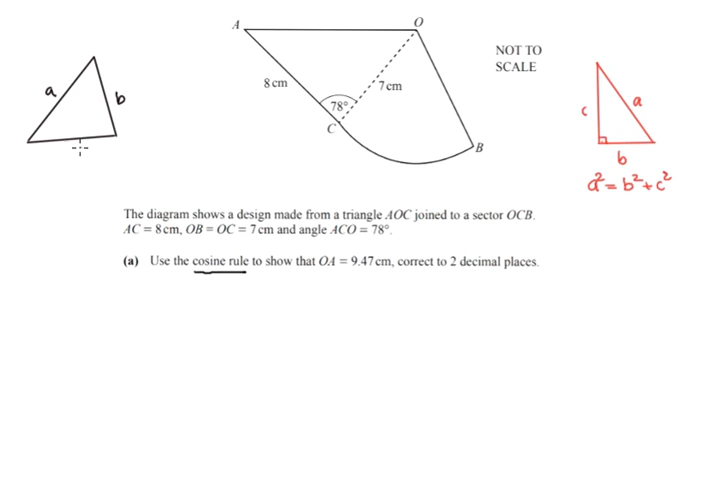 A
O
NOT TO
SCALE
8 cm
7cm
78°
C
B
a
b
c
a
b
a² = b² + c²
The diagram shows a design made from a triangle AOC joined to a sector OCB.
AC = 8 cm, OB = OC = 7 cm and angle ACO = 78°.
(a) Use the cosine rule to show that OA = 9.47 cm, correct to 2 decimal places.